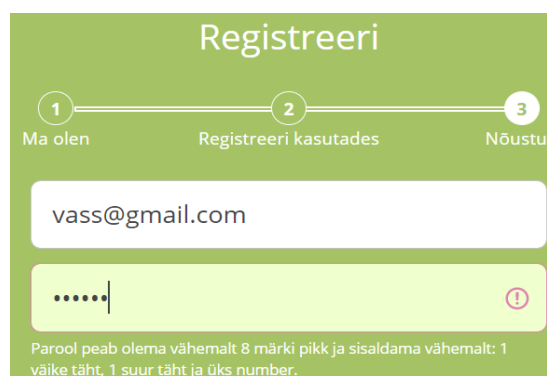 Registreeri
1 2 3
Ma olen Registreeri kasutades Nõustu
vass@gmail.com
••••••
Parool peab olema vähemalt 8 märki pikk ja sisaldama vähemalt: 1
väike täht, 1 suur täht ja üks number.